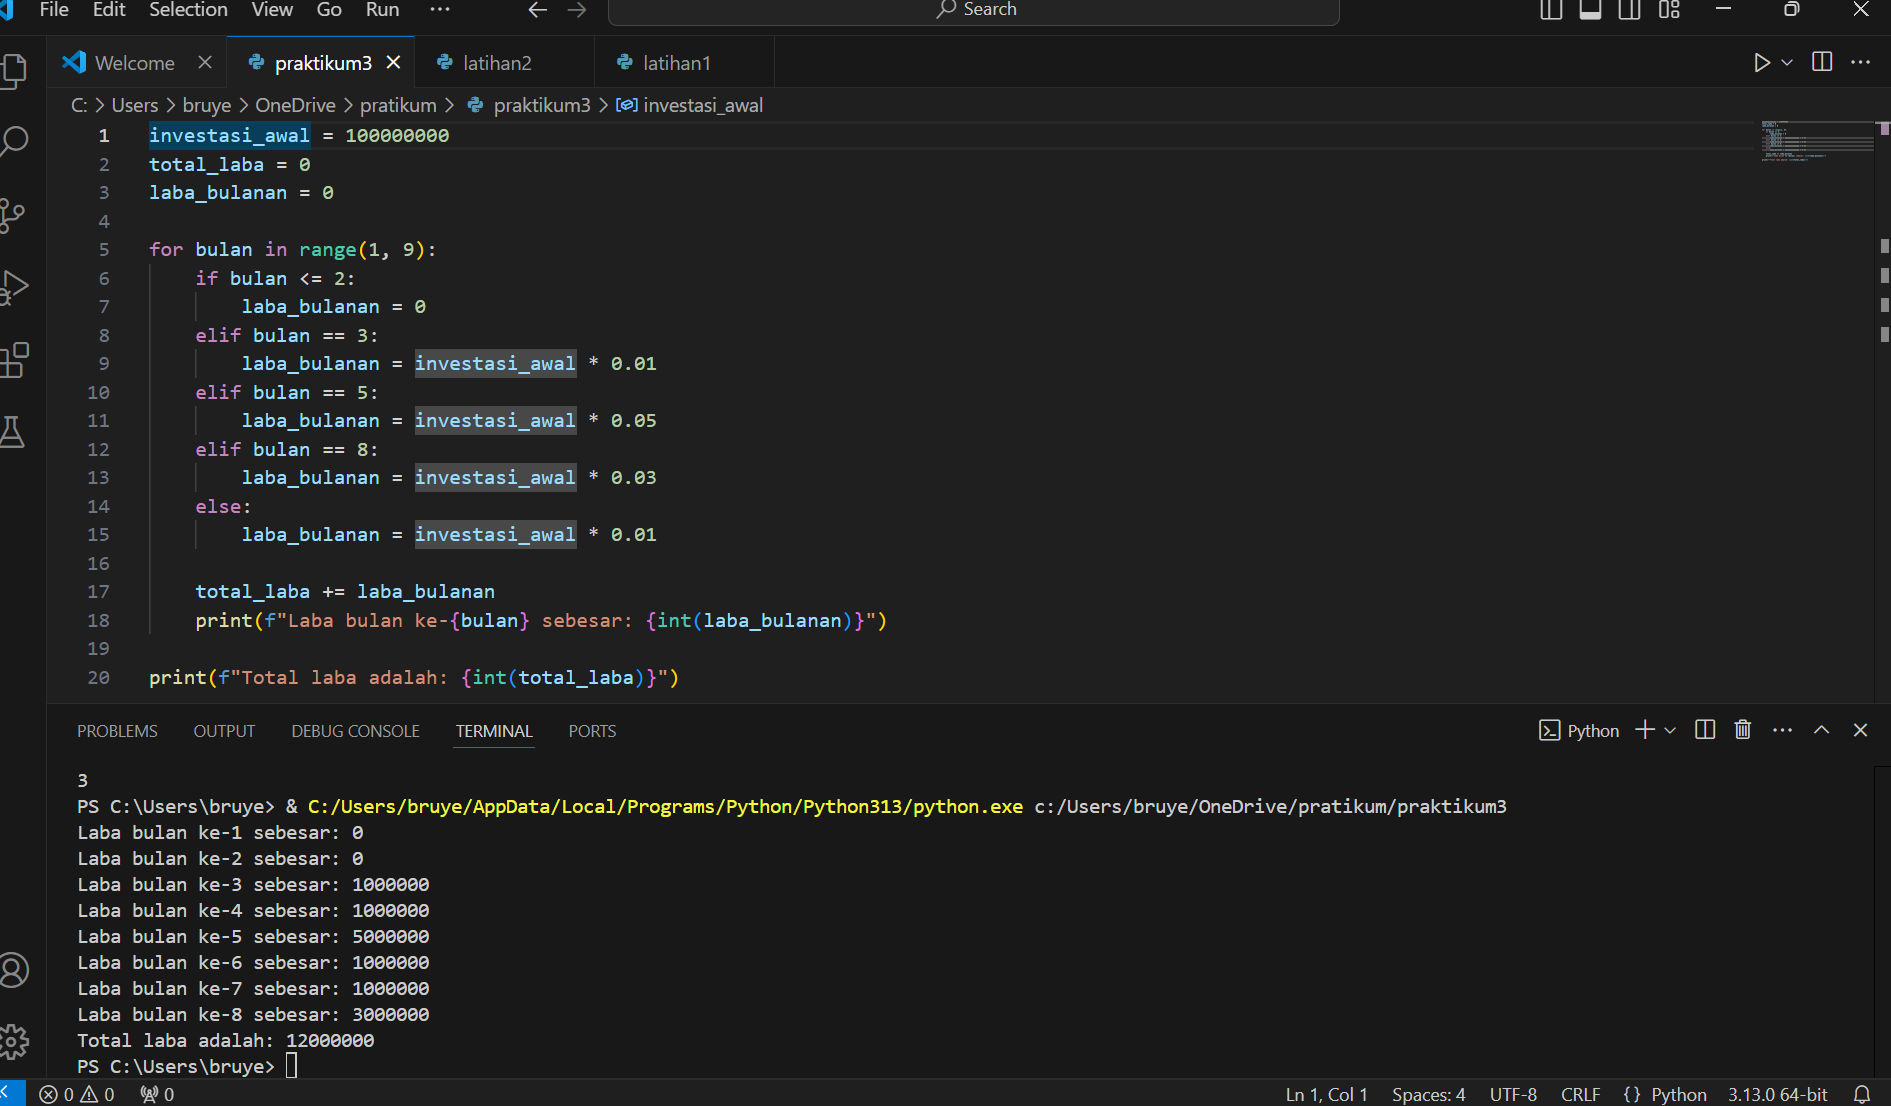 File Edit Selection View Go Run ··· Search
Welcome praktikum3 latihan2 latihan1
C: > Users > bruye > OneDrive > pratikum > praktikum3 > investasi_awal
1 investasi_awal = 100000000
2 total_laba = 0
3 laba_bulanan = 0
4
5 for bulan in range(1, 9):
6     if bulan <= 2:
7         laba_bulanan = 0
8     elif bulan == 3:
9         laba_bulanan = investasi_awal * 0.01
10     elif bulan == 5:
11         laba_bulanan = investasi_awal * 0.05
12     elif bulan == 8:
13         laba_bulanan = investasi_awal * 0.03
14     else:
15         laba_bulanan = investasi_awal * 0.01
16
17     total_laba += laba_bulanan
18     print(f"Laba bulan ke-{bulan} sebesar: {int(laba_bulanan)}")
19
20 print(f"Total laba adalah: {int(total_laba)}")
PROBLEMS OUTPUT DEBUG CONSOLE TERMINAL PORTS Python
3
PS C:\Users\bruye> & C:/Users/bruye/AppData/Local/Programs/Python/Python313/python.exe c:/Users/bruye/OneDrive/pratikum/praktikum3
Laba bulan ke-1 sebesar: 0
Laba bulan ke-2 sebesar: 0
Laba bulan ke-3 sebesar: 1000000
Laba bulan ke-4 sebesar: 1000000
Laba bulan ke-5 sebesar: 5000000
Laba bulan ke-6 sebesar: 1000000
Laba bulan ke-7 sebesar: 1000000
Laba bulan ke-8 sebesar: 3000000
Total laba adalah: 12000000
PS C:\Users\bruye>
0 0 0 Ln 1, Col 1 Spaces: 4 UTF-8 CRLF {} Python 3.13.0 64-bit